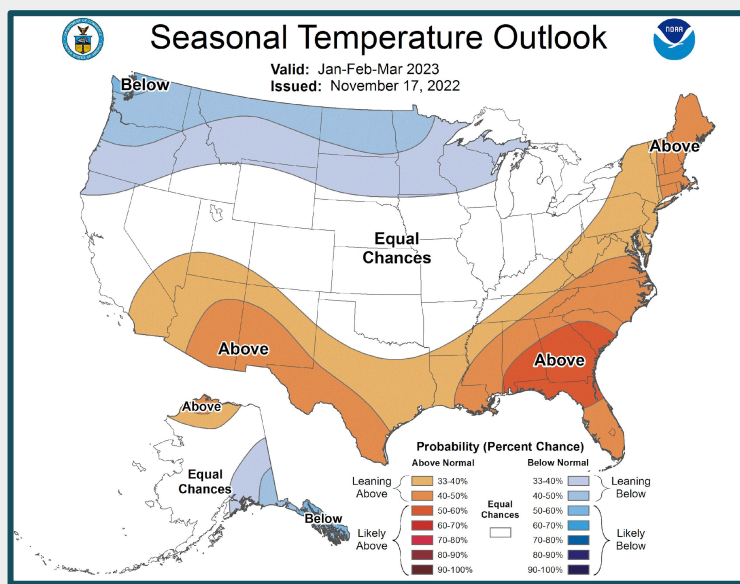 Seasonal Temperature Outlook
NOAA
Valid: Jan-Feb-Mar 2023
Issued: November 17, 2022
Below
Above
Equal
Chances
Above
Above
Above
Equal
Chances
Below
Probability (Percent Chance)
Above Normal
Below Normal
Leaning
Above
33-40%
40-50%
50-60%
60-70%
70-80%
80-90%
90-100%
Likely
Above
Equal
Chances
33-40%
40-50%
50-60%
60-70%
70-80%
80-90%
90-100%
Leaning
Below
Likely
Below